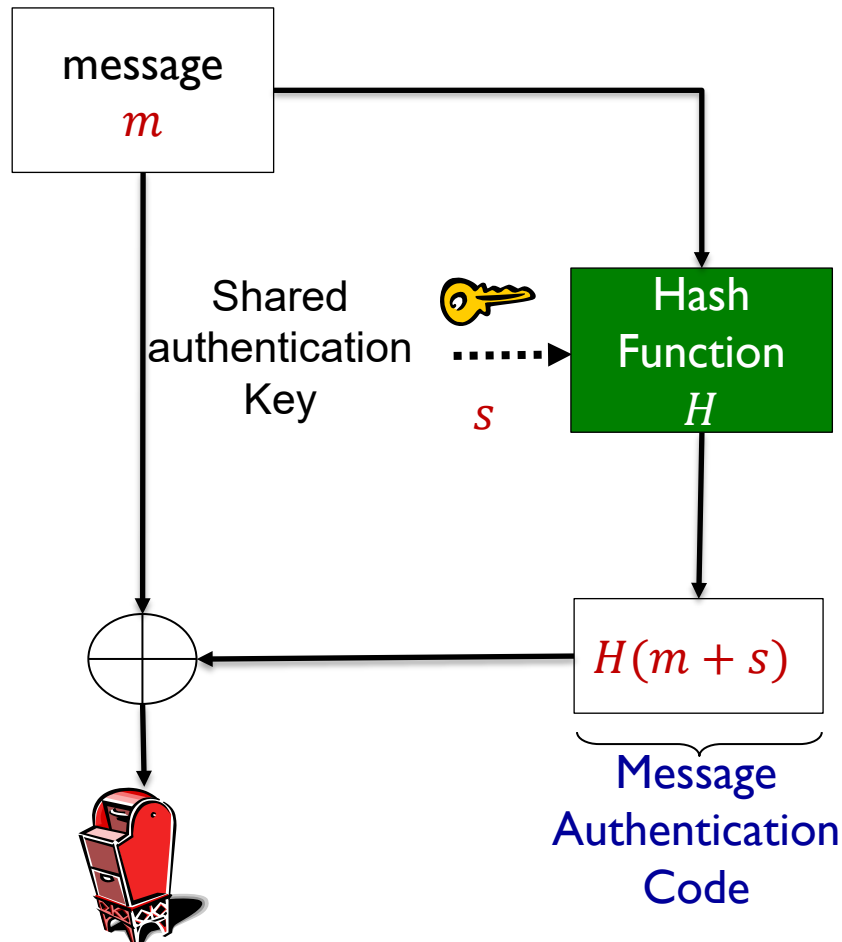 message
m
Shared
authentication
Key
s
Hash
Function
H
H(m + s)
Message
Authentication
Code